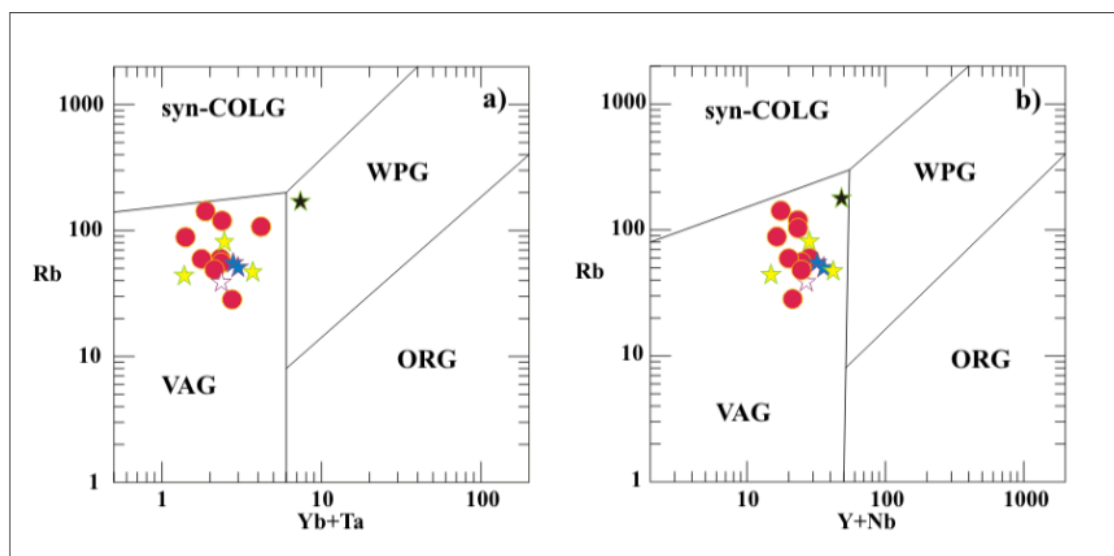 a)
syn-COLG
WPG
VAG
ORG
Rb
1000
100
10
1
1
10
100
Yb+Ta
b)
syn-COLG
WPG
VAG
ORG
Rb
1000
100
10
1
10
100
1000
Y+Nb